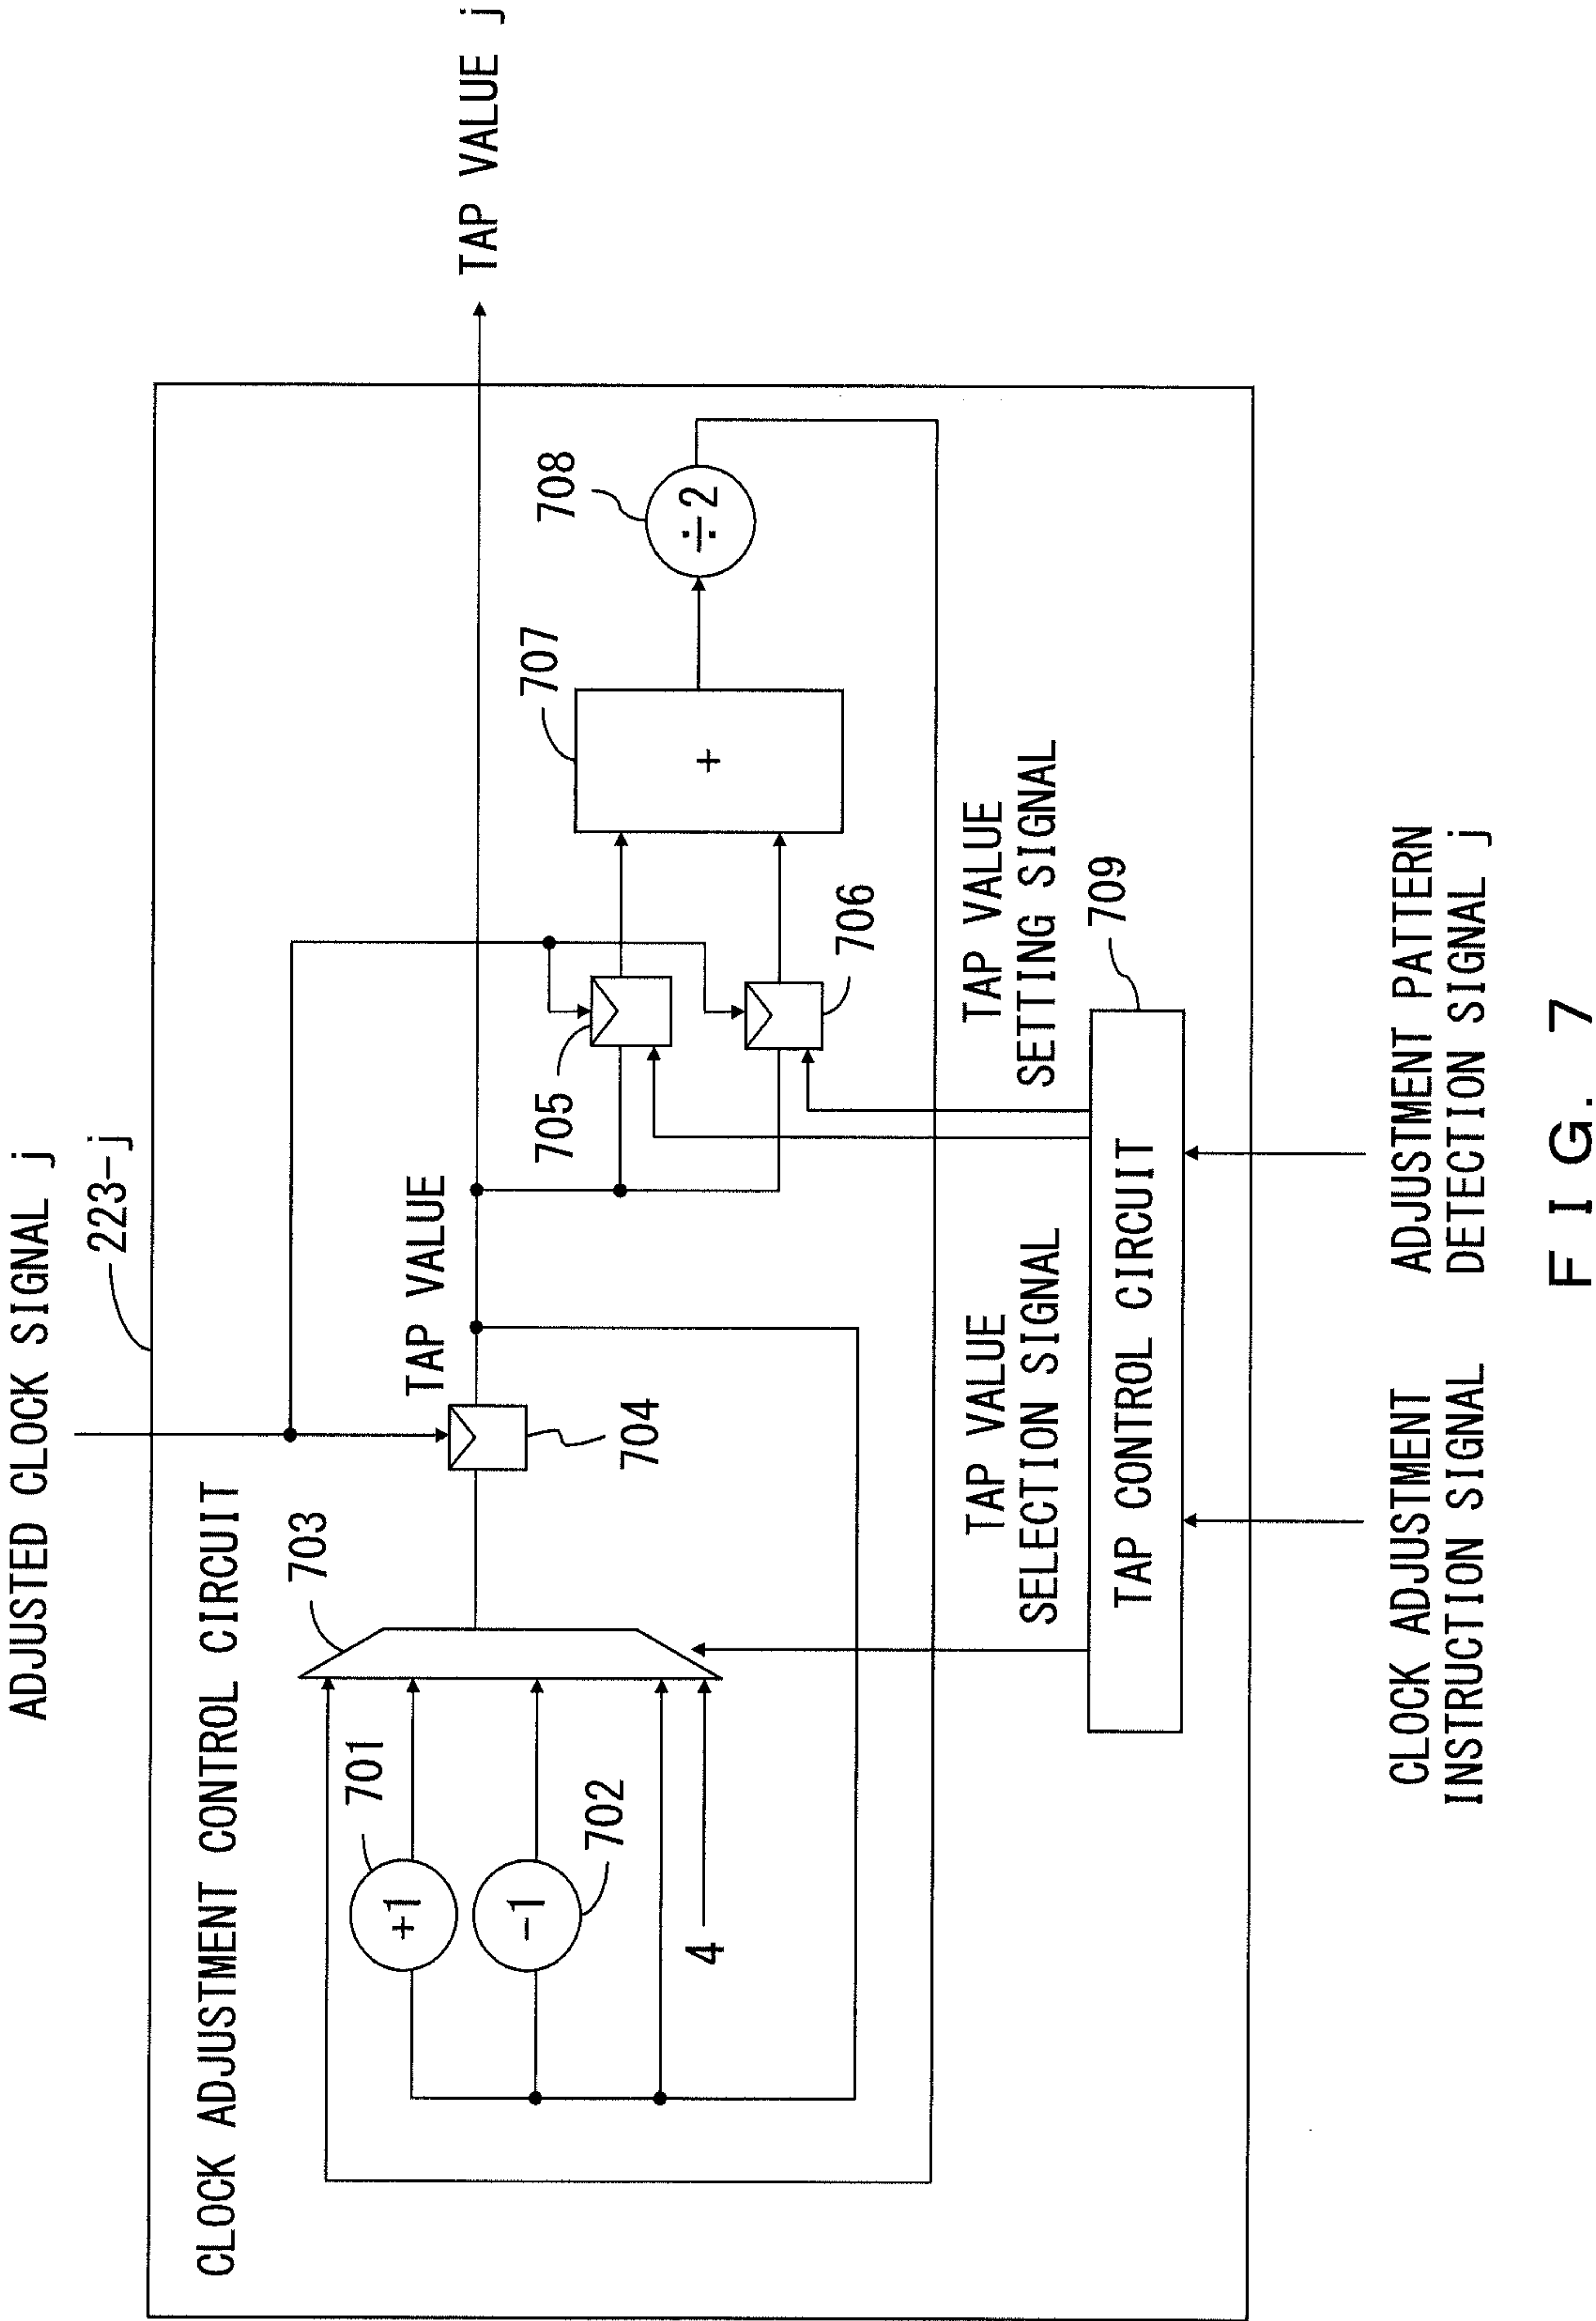 ADJUSTED CLOCK SIGNAL j
223-j
CLOCK ADJUSTMENT CONTROL CIRCUIT
703
701
+1
702
-1
4
704
TAP VALUE
TAP VALUE j
705
706
707
+
708
÷2
TAP VALUE
SELECTION SIGNAL
TAP VALUE
SETTING SIGNAL
709
TAP CONTROL CIRCUIT
CLOCK ADJUSTMENT
INSTRUCTION SIGNAL
ADJUSTMENT PATTERN
DETECTION SIGNAL j
FIG. 7